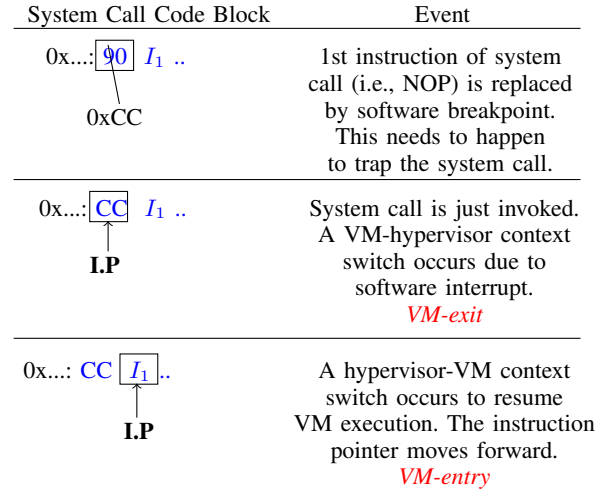 System Call Code Block Event
0x...: 90 I1 ..
0xCC
1st instruction of system
call (i.e., NOP) is replaced
by software breakpoint.
This needs to happen
to trap the system call.
0x...: CC I1 ..
I.P
System call is just invoked.
A VM-hypervisor context
switch occurs due to
software interrupt.
VM-exit
0x...: CC I1 ..
I.P
A hypervisor-VM context
switch occurs to resume
VM execution. The instruction
pointer moves forward.
VM-entry